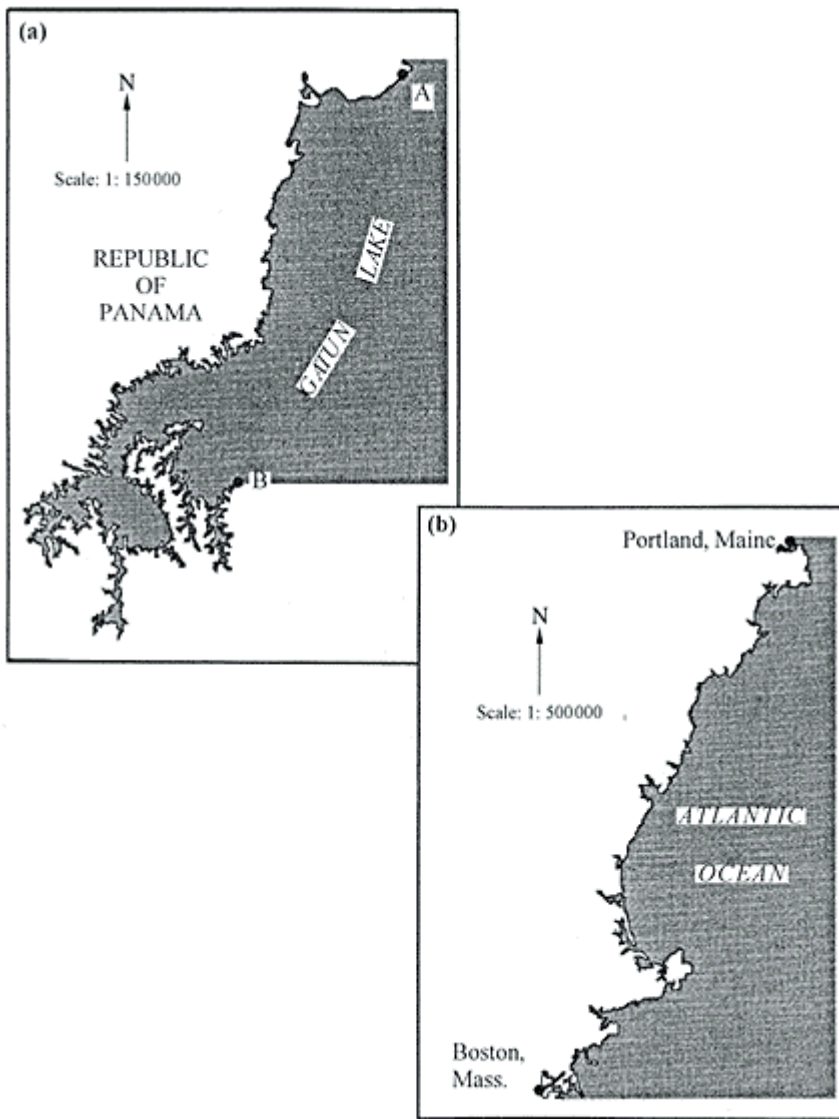 (a)
N
A
Scale: 1: 150000
LAKE
REPUBLIC
OF
PANAMA
GATUN
B
(b)
Portland, Maine
N
Scale: 1: 500000
ATLANTIC
OCEAN
Boston,
Mass.